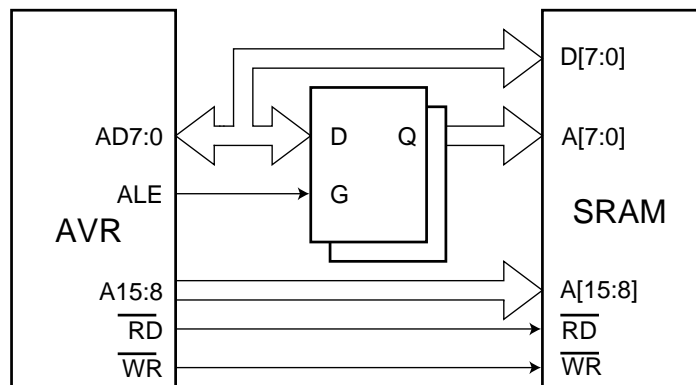 D[7:0]
AD7:0
D
Q
A[7:0]
ALE
G
AVR
SRAM
A15:8
A[15:8]
RD
RD
WR
WR